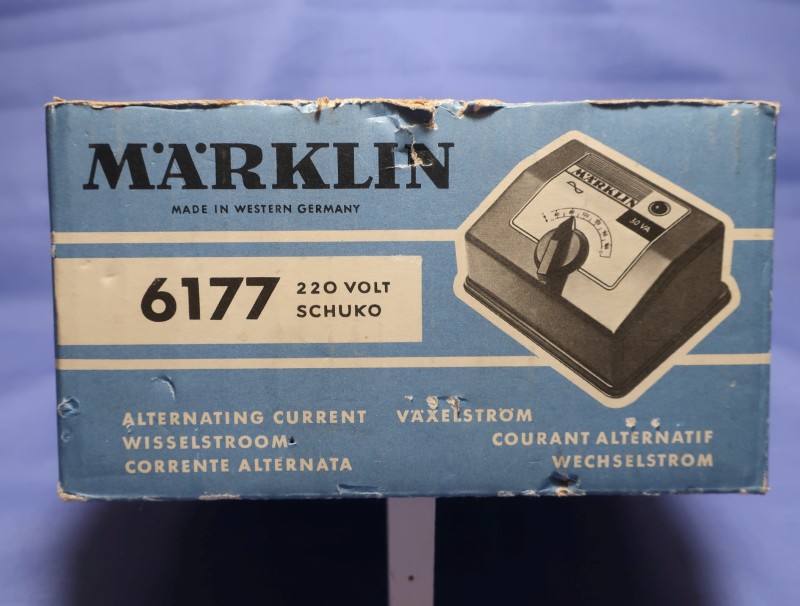 MÄRKLIN
MADE IN WESTERN GERMANY
MÄRKLIN
30 VA
6177
220 VOLT
SCHUKO
ALTERNATING CURRENT
VÄXELSTRÖM
WISSELSTROOM
COURANT ALTERNATIF
CORRENTE ALTERNATA
WECHSELSTROM